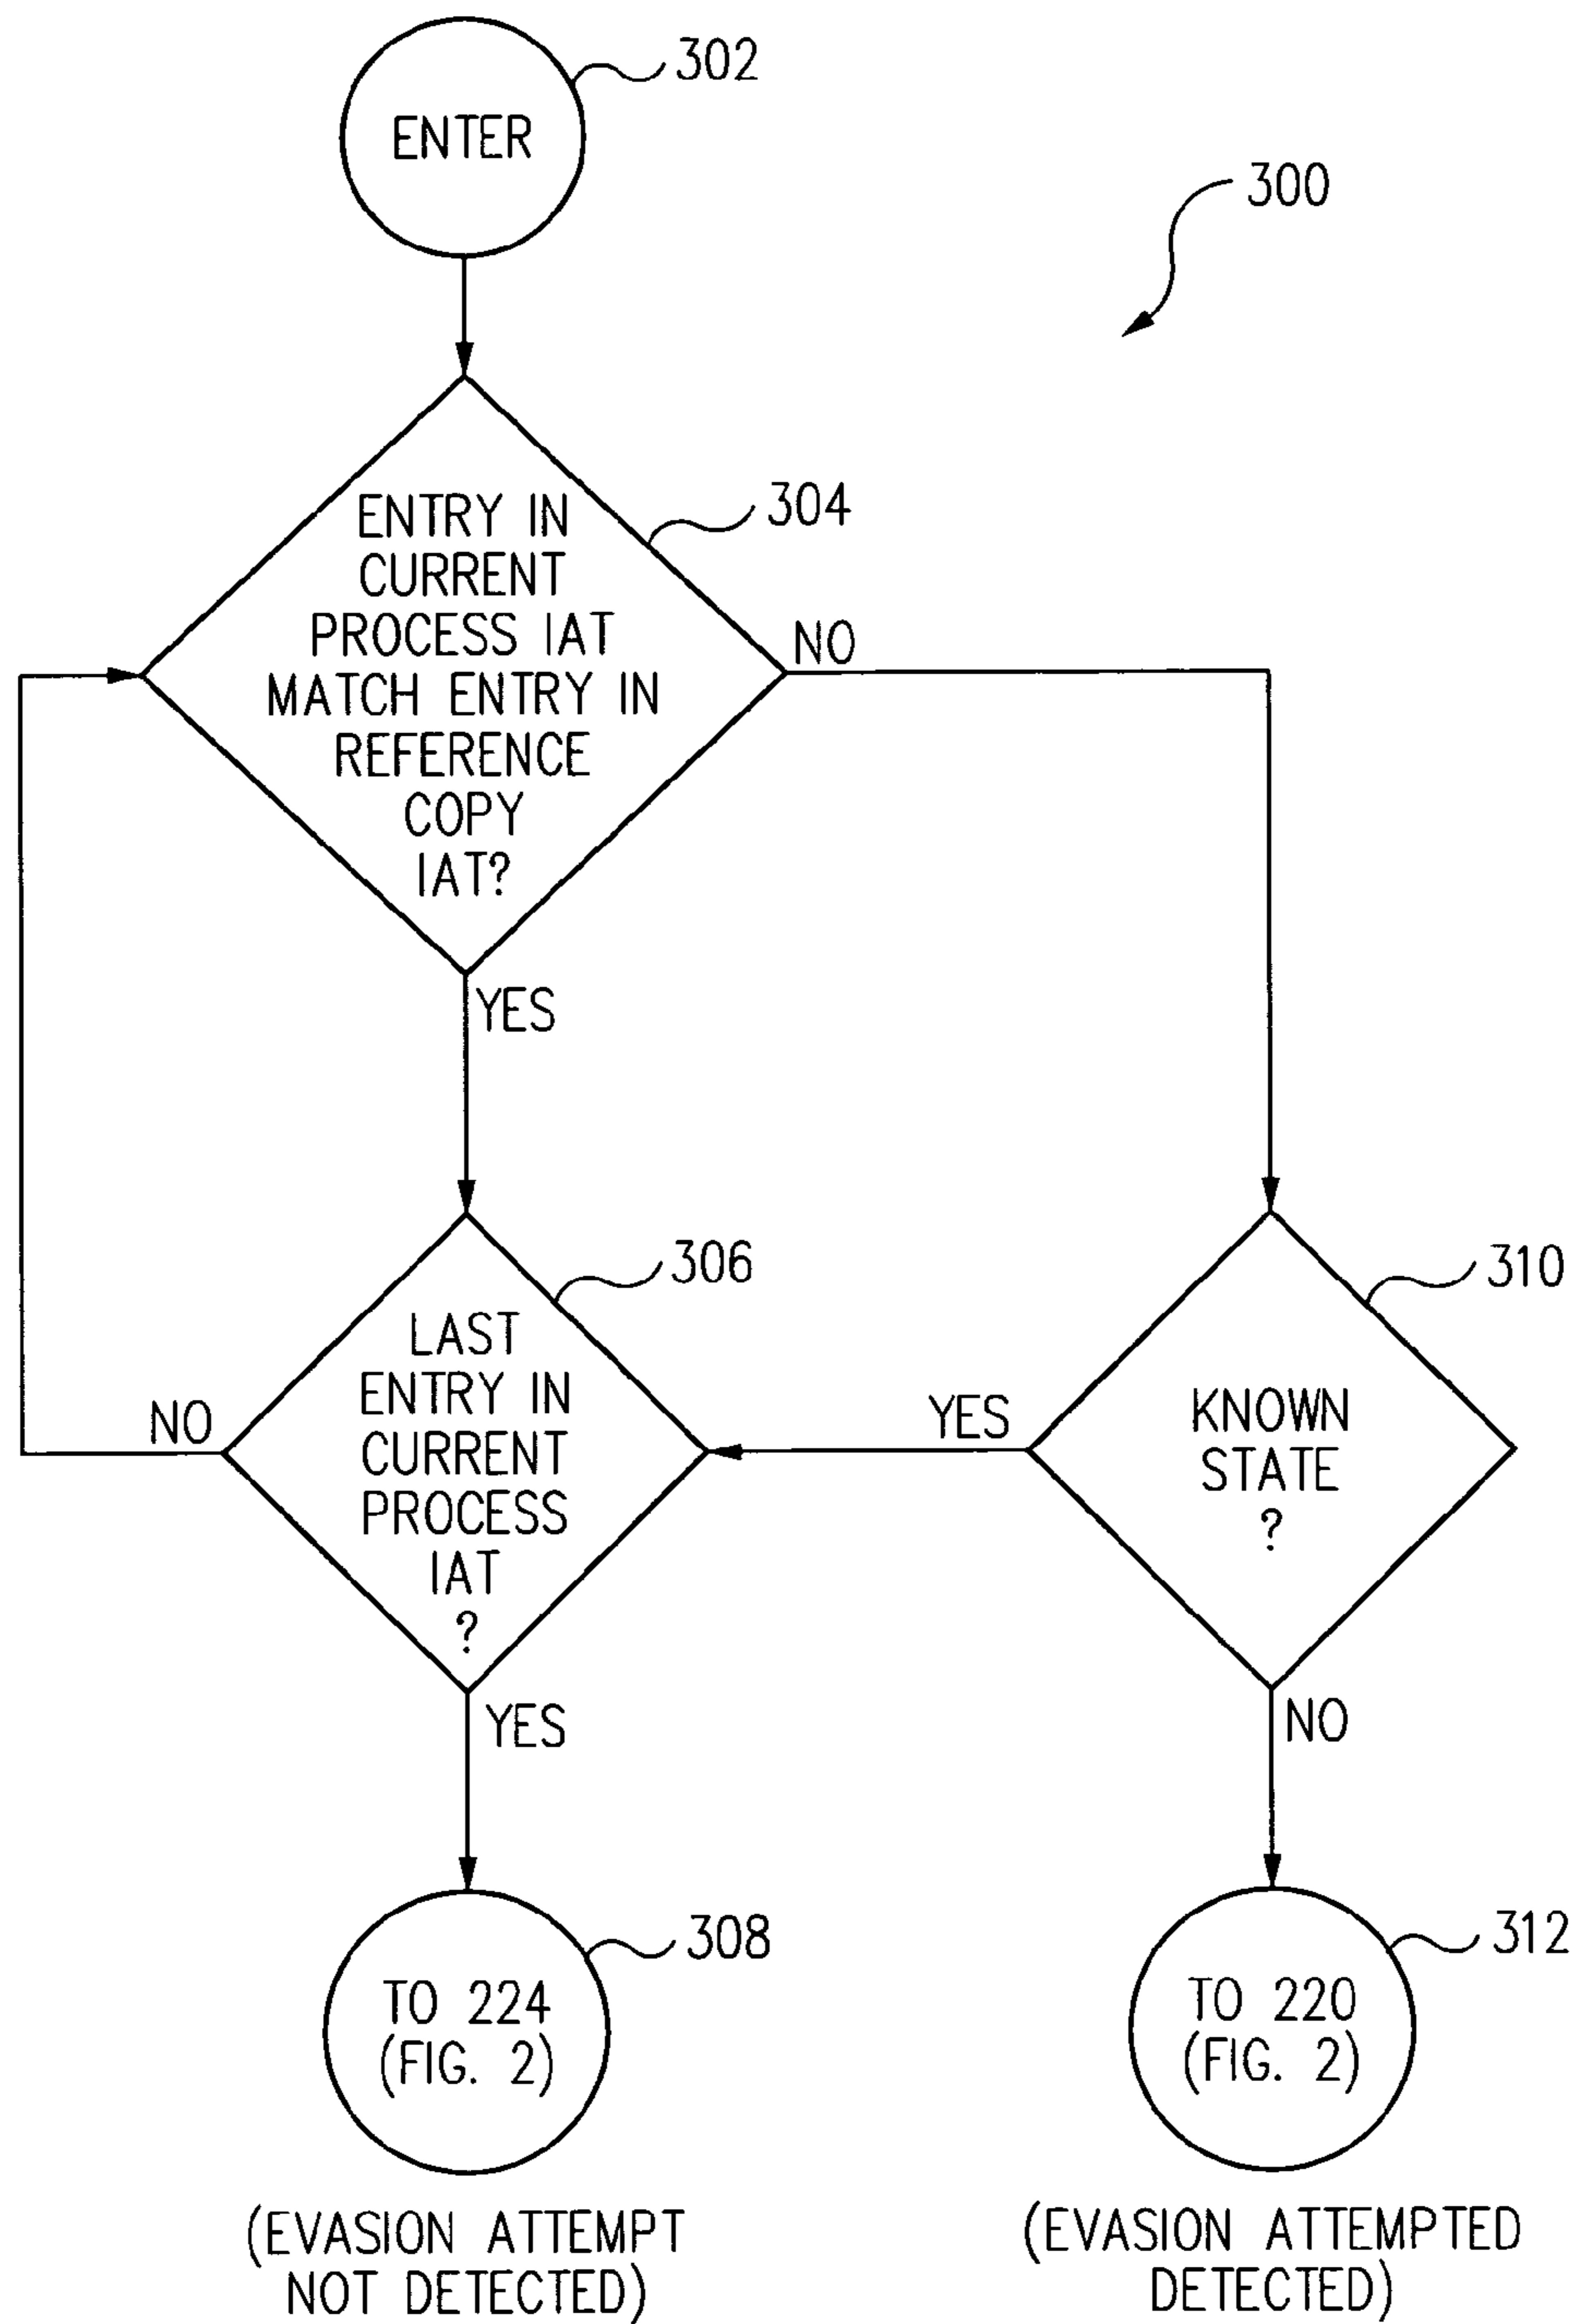 302
ENTER
300
304
ENTRY IN
CURRENT
PROCESS IAT
MATCH ENTRY IN
REFERENCE
COPY
IAT?
NO
YES
306
310
LAST
ENTRY IN
CURRENT
PROCESS
IAT
?
NO
YES
KNOWN
STATE
?
YES
NO
308
312
TO 224
(FIG. 2)
TO 220
(FIG. 2)
(EVASION ATTEMPT
NOT DETECTED)
(EVASION ATTEMPTED
DETECTED)